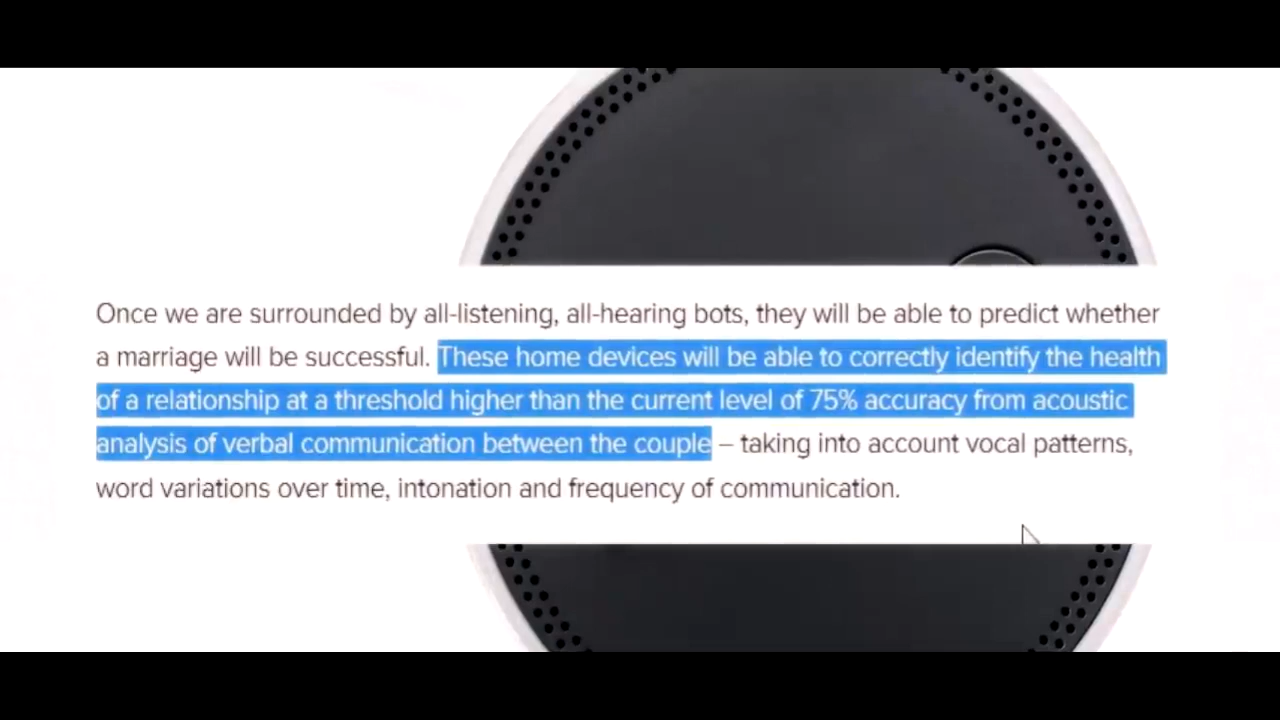 Once we are surrounded by all-listening, all-hearing bots, they will be able to predict whether
a marriage will be successful. These home devices will be able to correctly identify the health
of a relationship at a threshold higher than the current level of 75% accuracy from acoustic
analysis of verbal communication between the couple – taking into account vocal patterns,
word variations over time, intonation and frequency of communication.